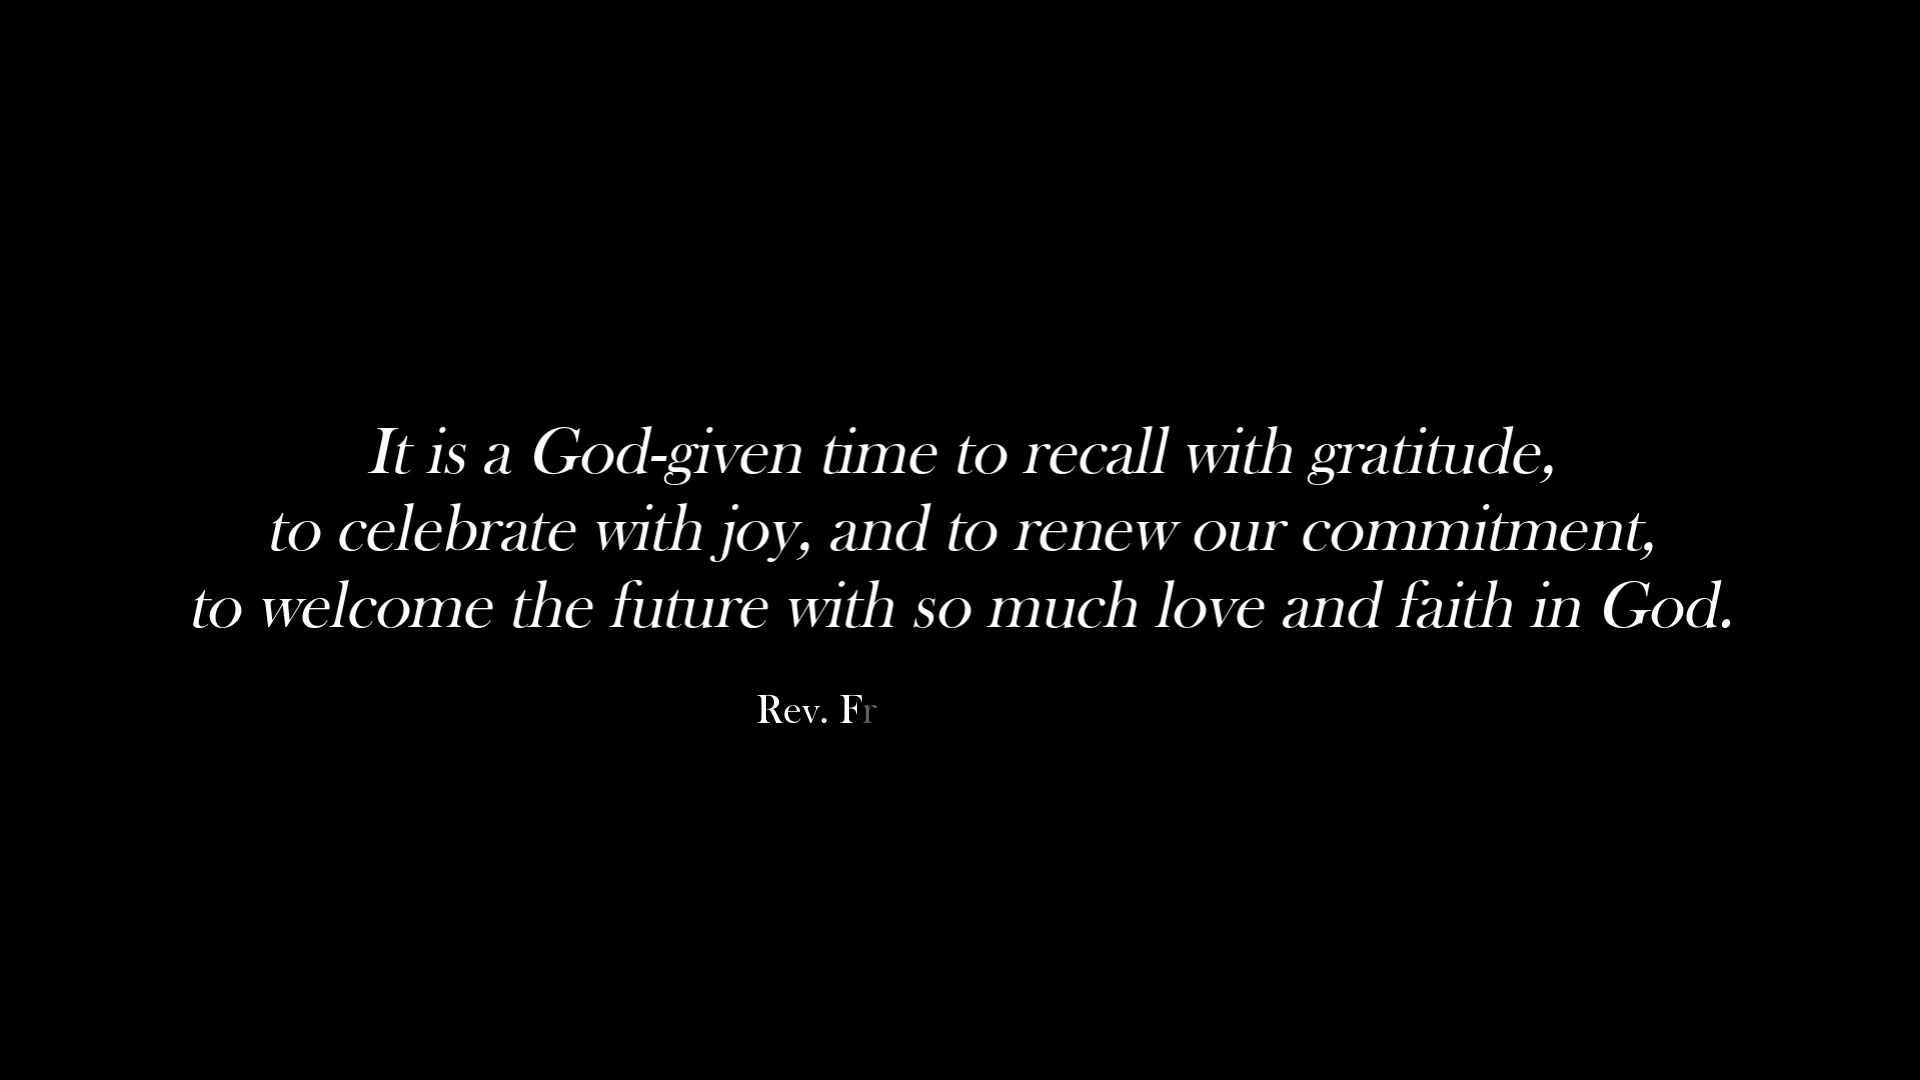 It is a God-given time to recall with gratitude,
to celebrate with joy, and to renew our commitment,
to welcome the future with so much love and faith in God.
Rev. Fr